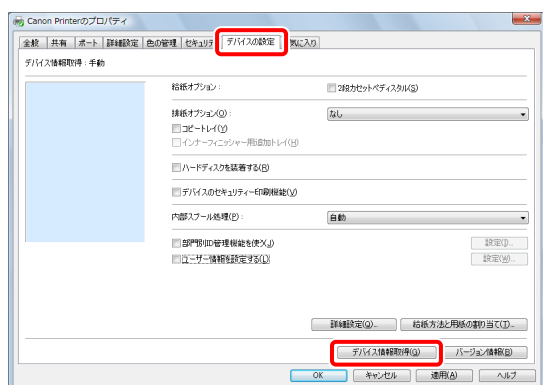 Canon Printerのプロパティ
全般 共有 ポート 詳細設定 色の管理 セキュリテ デバイスの設定 気に入り
デバイス情報取得：手動
給紙オプション： 2段カセットペディスタル(S)
排紙オプション(O)： なし
コピートレイ(Y)
インナーフィニッシャー用追加トレイ(H)
ハードディスクを装着する(R)
デバイスのセキュリティー印刷機能(V)
内部スプール処理(P)： 自動
部門別ID管理機能を使う(J) 設定(I)...
ユーザー情報を設定する(L) 設定(W)...
詳細設定(Q)... 給紙方法と用紙の割り当て(T)...
デバイス情報取得(G) バージョン情報(B)
OK キャンセル 適用(A) ヘルプ